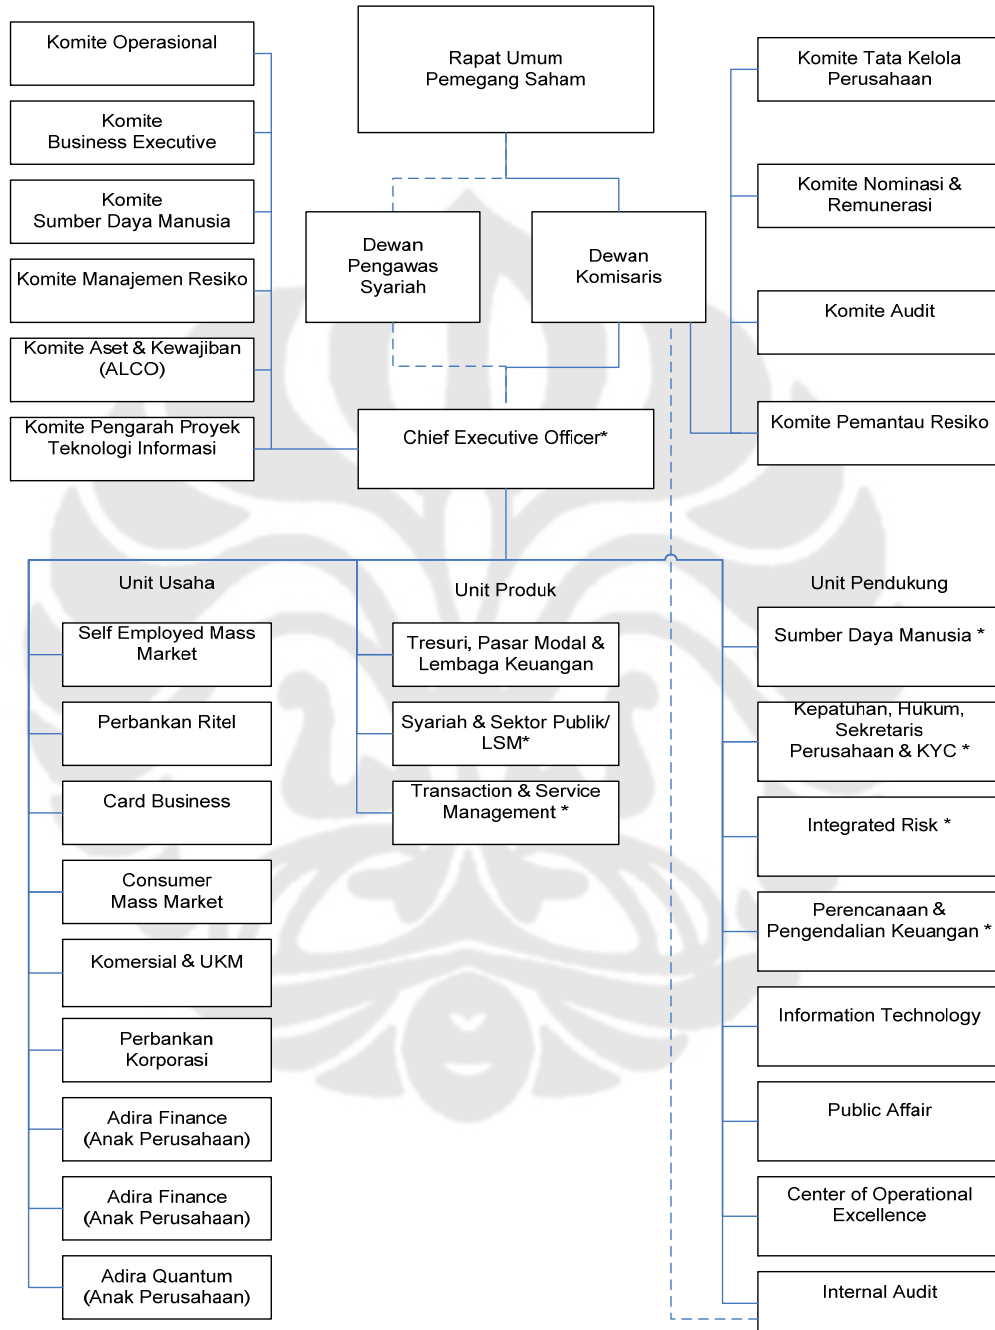 Komite Operasional
Komite
Business Executive
Komite
Sumber Daya Manusia
Komite Manajemen Resiko
Komite Aset & Kewajiban
(ALCO)
Komite Pengarah Proyek
Teknologi Informasi
Rapat Umum
Pemegang Saham
Dewan
Pengawas
Syariah
Dewan
Komisaris
Chief Executive Officer*
Komite Tata Kelola
Perusahaan
Komite Nominasi &
Remunerasi
Komite Audit
Komite Pemantau Resiko
Unit Usaha
Self Employed Mass
Market
Perbankan Ritel
Card Business
Consumer
Mass Market
Komersial & UKM
Perbankan
Korporasi
Adira Finance
(Anak Perusahaan)
Adira Finance
(Anak Perusahaan)
Adira Quantum
(Anak Perusahaan)
Unit Produk
Tresuri, Pasar Modal &
Lembaga Keuangan
Syariah & Sektor Publik/
LSM*
Transaction & Service
Management *
Unit Pendukung
Sumber Daya Manusia *
Kepatuhan, Hukum,
Sekretaris
Perusahaan & KYC *
Integrated Risk *
Perencanaan &
Pengendalian Keuangan *
Information Technology
Public Affair
Center of Operational
Excellence
Internal Audit